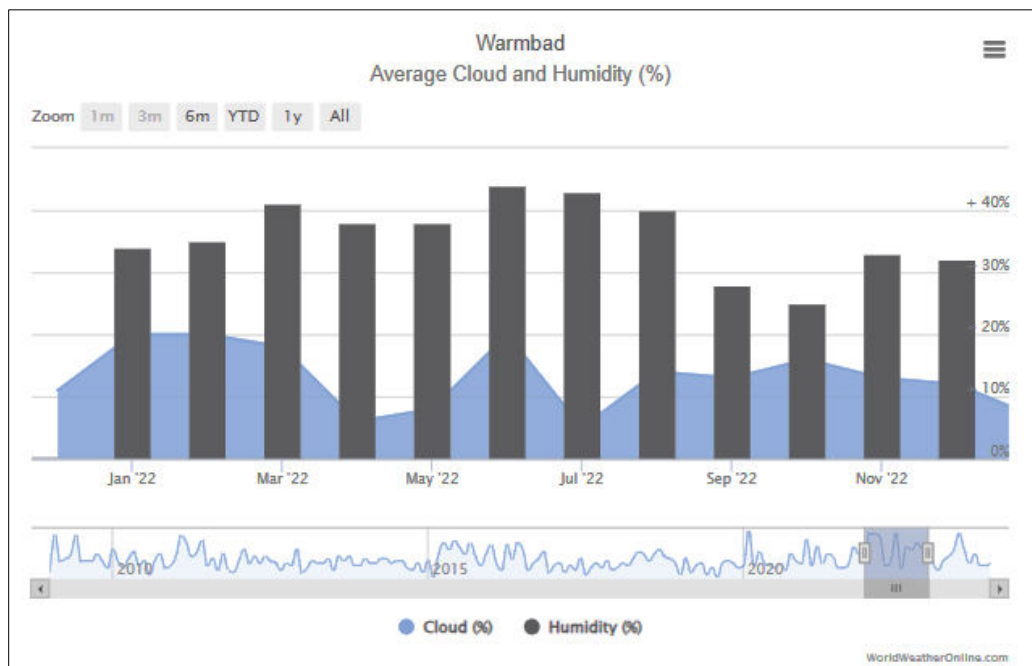 Warmbad
Average Cloud and Humidity (%)
Zoom 1m 3m 6m YTD 1y All
+ 40%
+ 30%
+ 20%
+ 10%
0%
Jan '22 Mar '22 May '22 Jul '22 Sep '22 Nov '22
2010 2015 2020
Cloud (%) Humidity (%)
WorldWeatherOnline.com